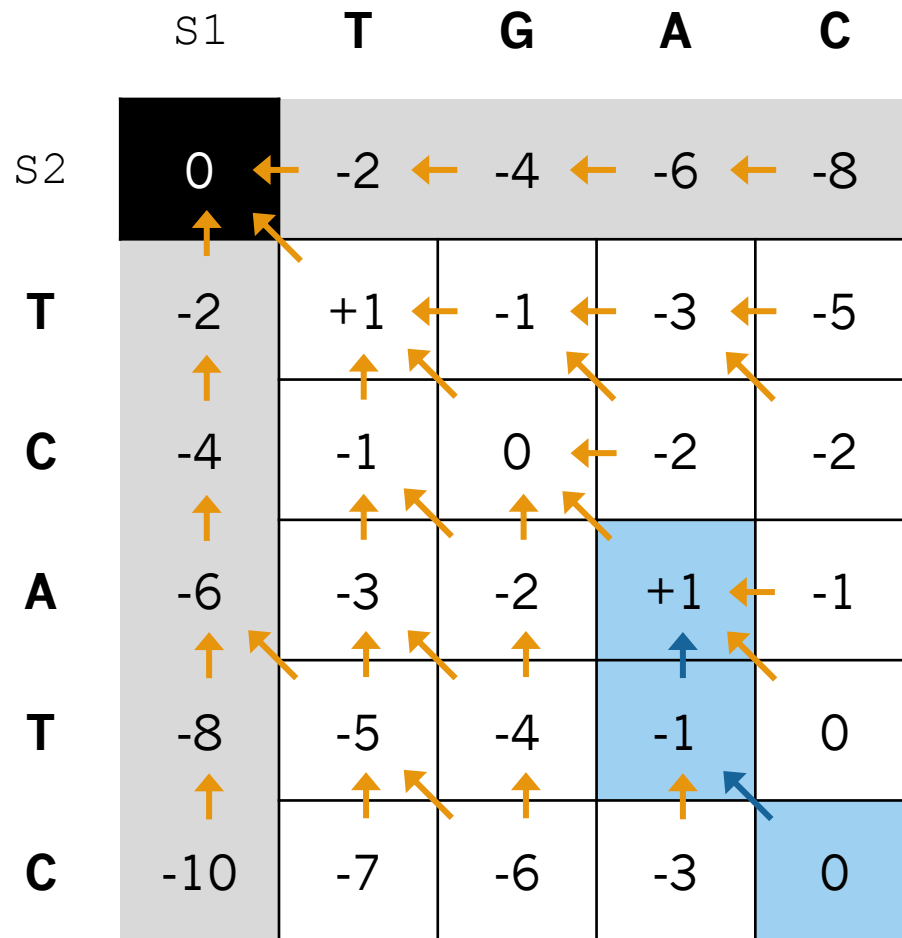 S1 T G A C
S2 0 -2 -4 -6 -8
T -2 +1 -1 -3 -5
C -4 -1 0 -2 -2
A -6 -3 -2 +1 -1
T -8 -5 -4 -1 0
C -10 -7 -6 -3 0